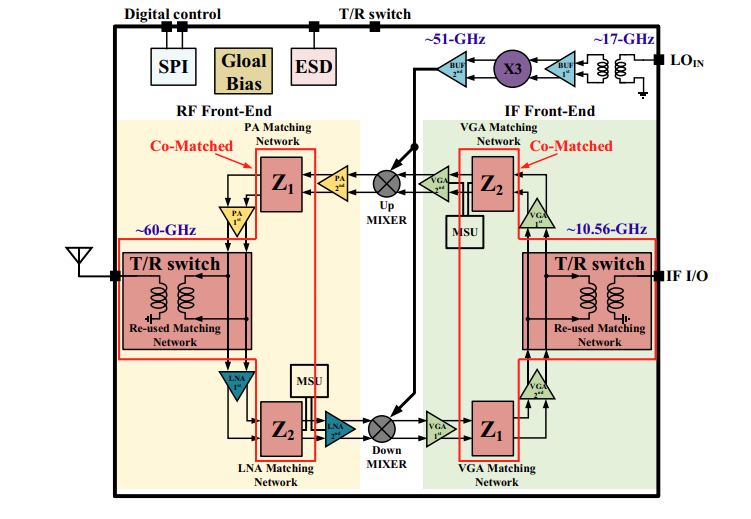 Digital control
T/R switch
~51-GHz
~17-GHz
SPI
Gloal
Bias
ESD
BUF
2nd
X3
BUF
1st
LOIN
RF Front-End
IF Front-End
PA Matching
Network
VGA Matching
Network
Co-Matched
Co-Matched
Z1
PA
2nd
Up
MIXER
VGA
2nd
Z2
PA
1st
MSU
VGA
1st
~60-GHz
~10.56-GHz
T/R switch
T/R switch
IF I/O
Re-used Matching
Network
Re-used Matching
Network
LNA
1st
MSU
VGA
2nd
Z2
LNA
2nd
Down
MIXER
VGA
1st
Z1
LNA Matching
Network
VGA Matching
Network